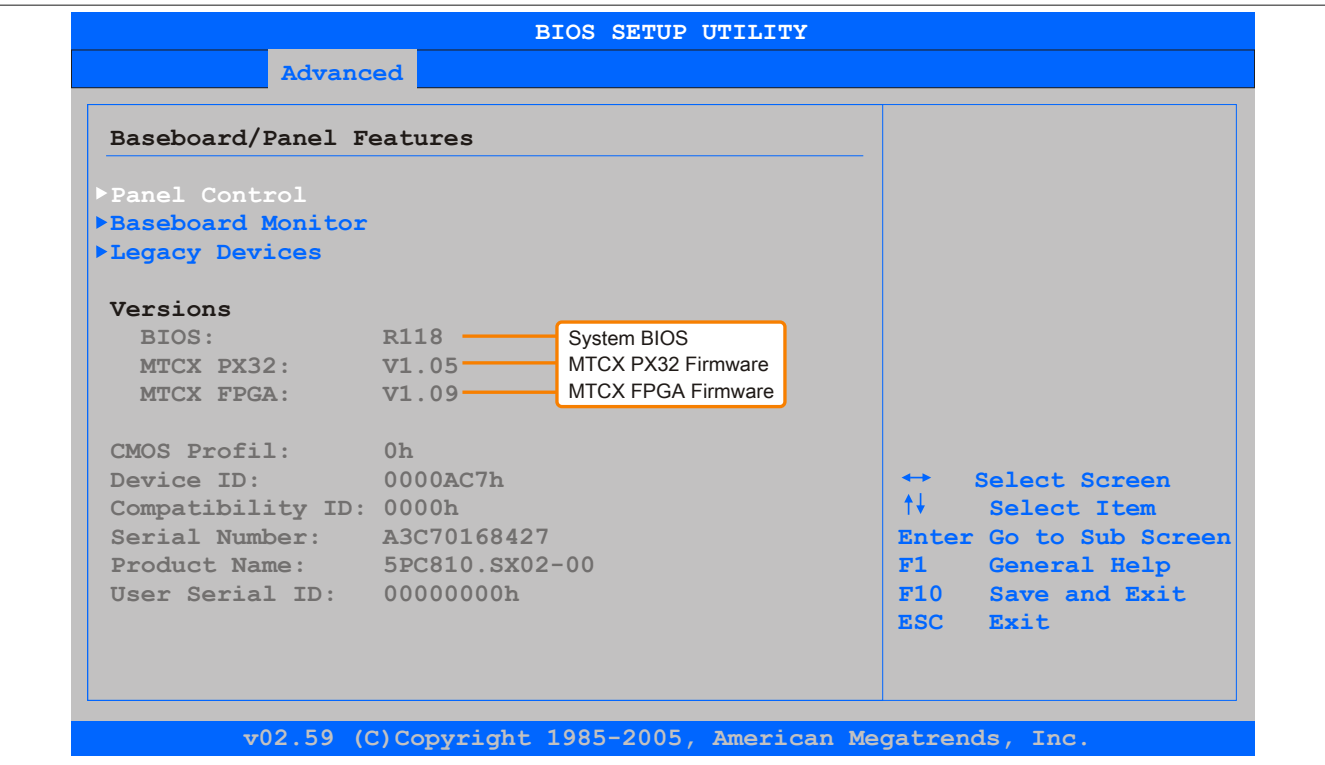 BIOS SETUP UTILITY
Advanced
Baseboard/Panel Features
Panel Control
Baseboard Monitor
Legacy Devices
Versions
BIOS: R118 System BIOS
MTCX PX32: V1.05 MTCX PX32 Firmware
MTCX FPGA: V1.09 MTCX FPGA Firmware
CMOS Profil: 0h
Device ID: 0000AC7h
Compatibility ID: 0000h
Serial Number: A3C70168427
Product Name: 5PC810.SX02-00
User Serial ID: 00000000h
Select Screen
Select Item
Enter Go to Sub Screen
F1 General Help
F10 Save and Exit
ESC Exit
v02.59 (C)Copyright 1985-2005, American Megatrends, Inc.